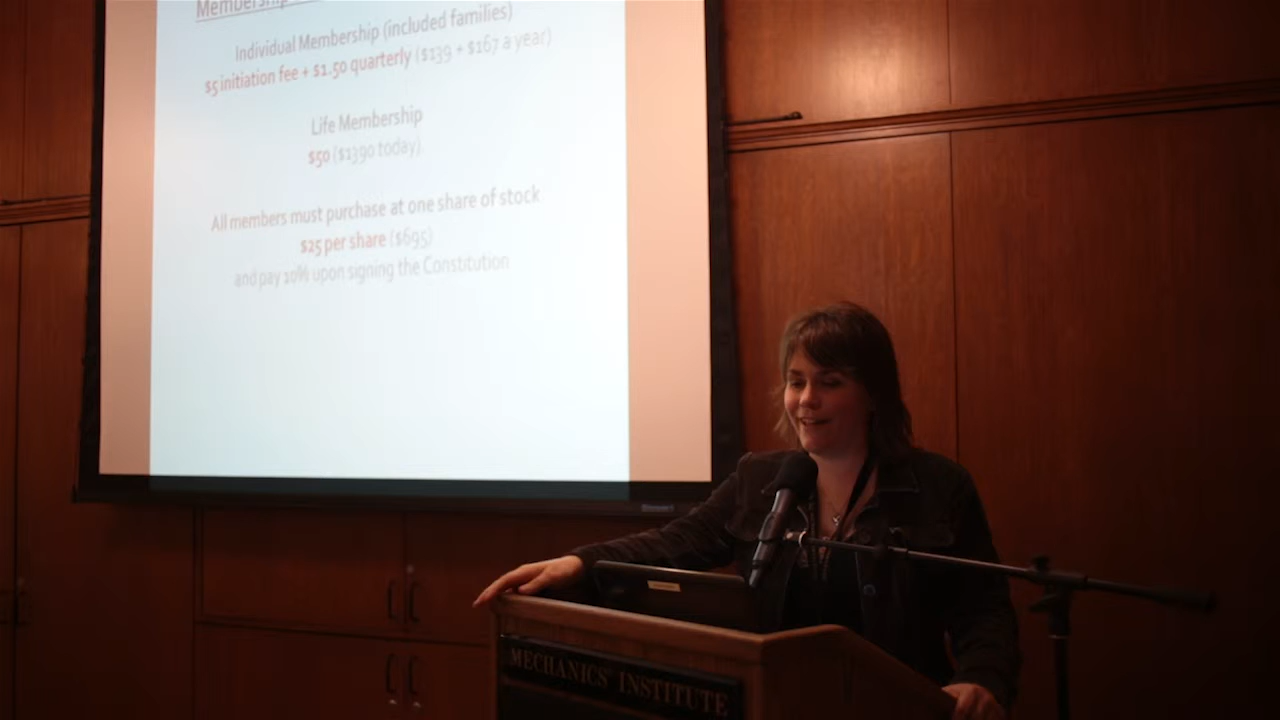 Membership
Individual Membership (included families)
$5 initiation fee + $1.50 quarterly ($139 + $167 a year)
Life Membership
$50 ($1390 today)
All members must purchase at one share of stock
$25 per share ($695)
and pay 10% upon signing the Constitution
MECHANICS' INSTITUTE